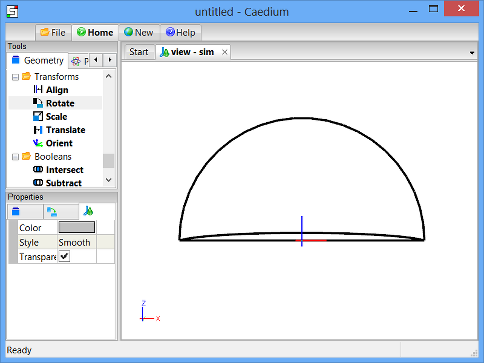 untitled - Caedium
File
Home
New
Help
Tools
Geometry
Transforms
Align
Rotate
Scale
Translate
Orient
Booleans
Intersect
Subtract
Properties
Color
Style Smooth
Transpare
Start
view - sim
Z
X
Ready